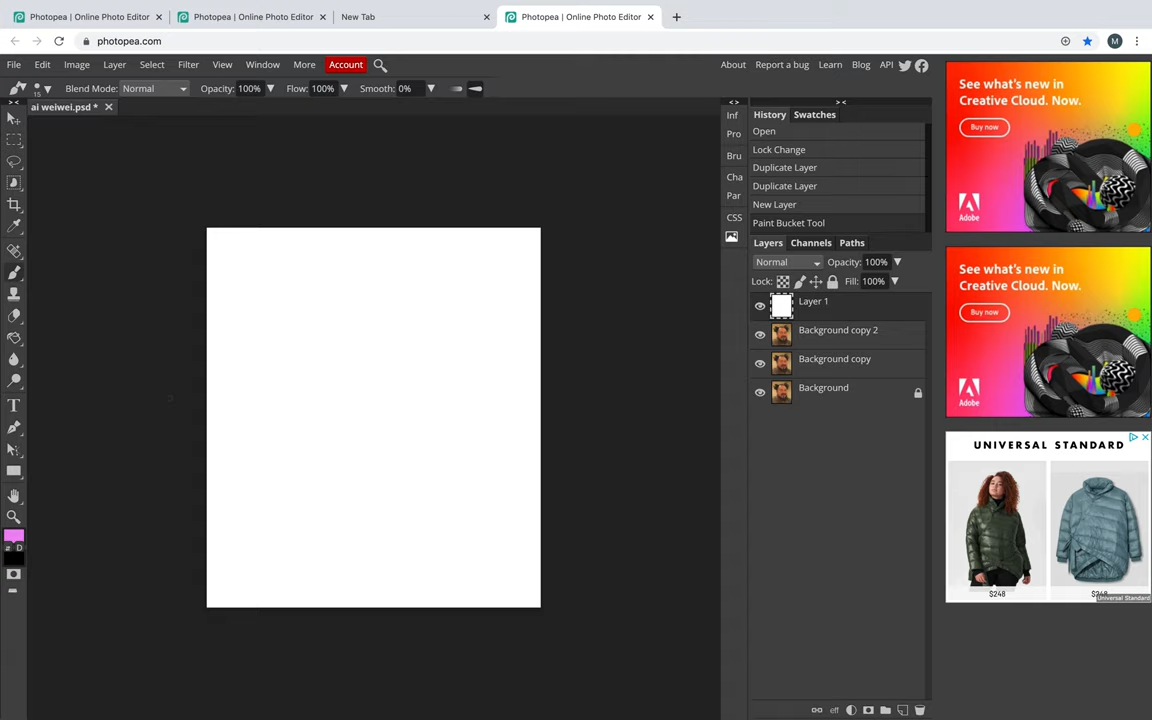 Photopea | Online Photo Editor
Photopea | Online Photo Editor
New Tab
Photopea | Online Photo Editor
photopea.com
M
File Edit Image Layer Select Filter View Window More Account
About Report a bug Learn Blog API
15
Blend Mode: Normal Opacity: 100% Flow: 100% Smooth: 0%
ai weiwei.psd *
Inf
Pro
Bru
Cha
Par
CSS
History Swatches
Open
Lock Change
Duplicate Layer
Duplicate Layer
New Layer
Paint Bucket Tool
Layers Channels Paths
Normal Opacity: 100%
Lock: Fill: 100%
Layer 1
Background copy 2
Background copy
Background
eff
D
See what's new in
Creative Cloud. Now.
Buy now
Adobe
See what's new in
Creative Cloud. Now.
Buy now
Adobe
UNIVERSAL STANDARD
$248
$248
Universal Standard